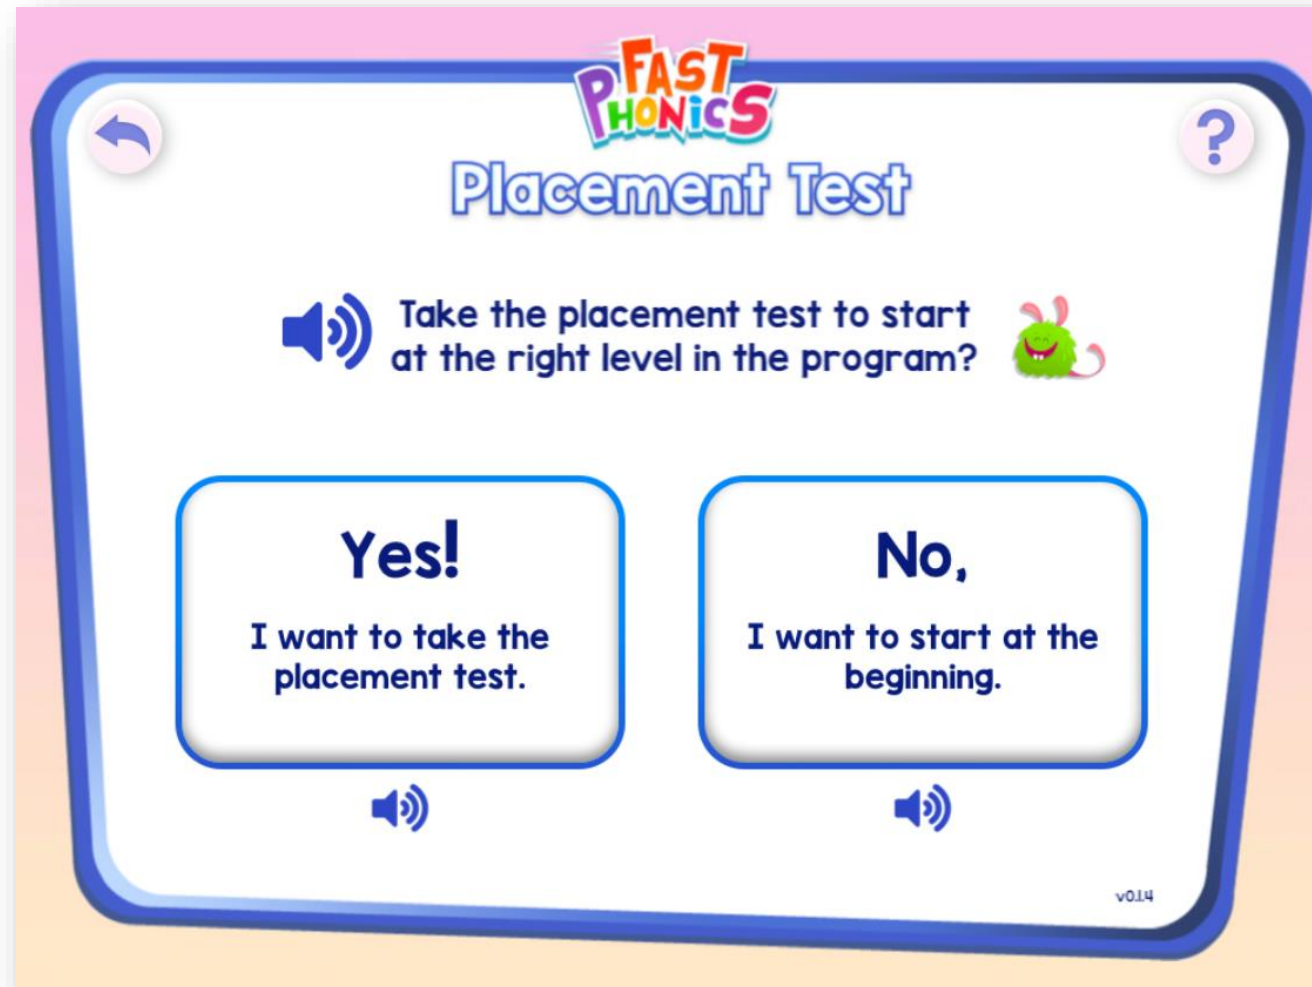 FAST
PHONiCS
Placement Test
?
Take the placement test to start
at the right level in the program?
Yes!
I want to take the
placement test.
No,
I want to start at the
beginning.
v0.1.4